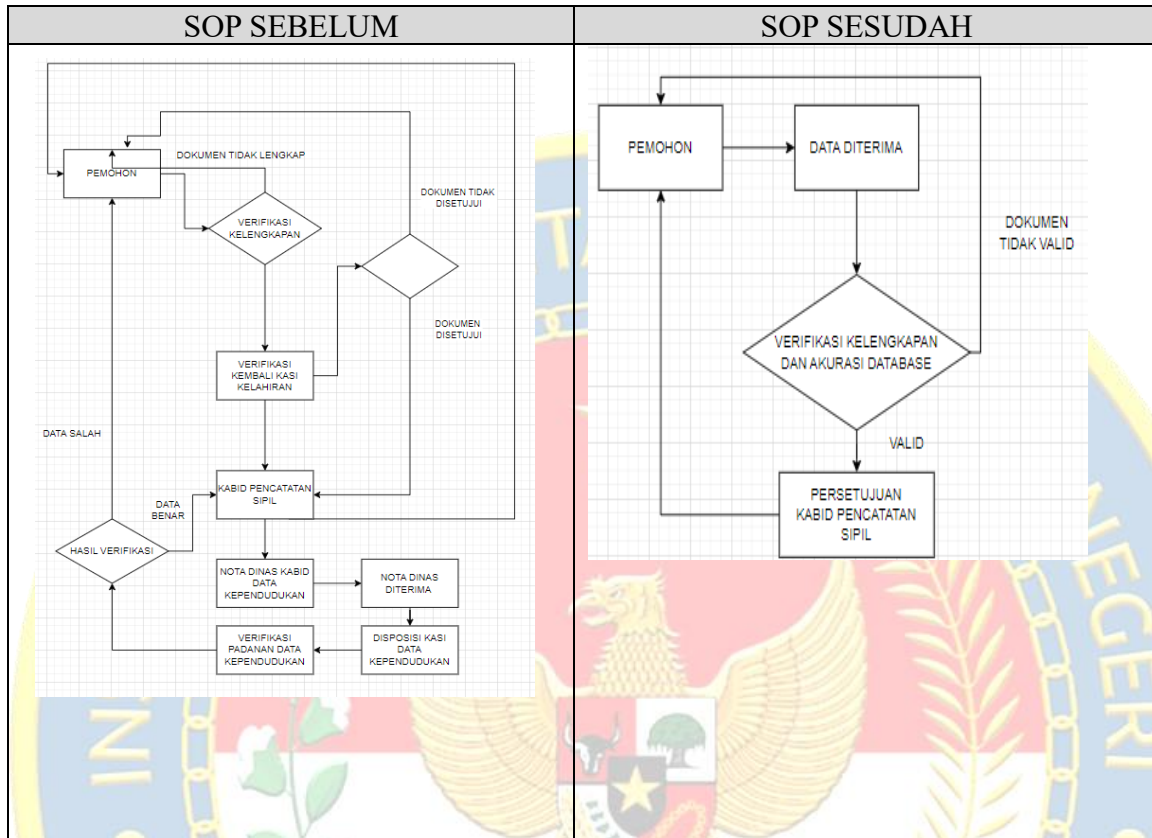 SOP SEBELUM
PEMOHON
DOKUMEN TIDAK LENGKAP
VERIFIKASI
KELENGKAPAN
DOKUMEN TIDAK
DISETUJUI
DOKUMEN
DISETUJUI
VERIFIKASI
KEMBALI KASI
KELAHIRAN
DATA SALAH
KABID PENCATATAN
SIPIL
DATA
BENAR
HASIL VERIFIKASI
NOTA DINAS KABID
DATA
KEPENDUDUKAN
NOTA DINAS
DITERIMA
VERIFIKASI
PADANAN DATA
KEPENDUDUKAN
DISPOSISI KASI
DATA
KEPENDUDUKAN
SOP SESUDAH
PEMOHON
DATA DITERIMA
DOKUMEN
TIDAK VALID
VERIFIKASI KELENGKAPAN
DAN AKURASI DATABASE
VALID
PERSETUJUAN
KABID PENCATATAN
SIPIL
NEGERI